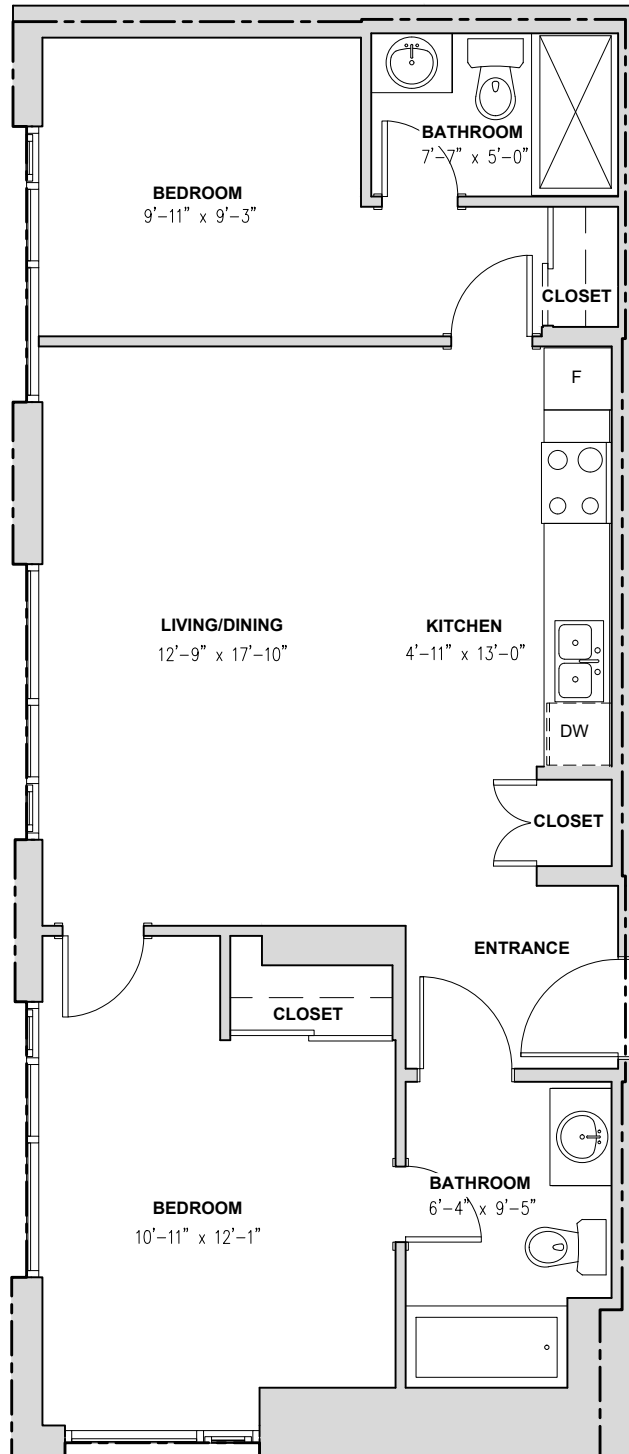 BATHROOM
7'-7" x 5'-0"
BEDROOM
9'-11" x 9'-3"
CLOSET
F
LIVING/DINING
12'-9" x 17'-10"
KITCHEN
4'-11" x 13'-0"
DW
CLOSET
ENTRANCE
CLOSET
BATHROOM
6'-4" x 9'-5"
BEDROOM
10'-11" x 12'-1"